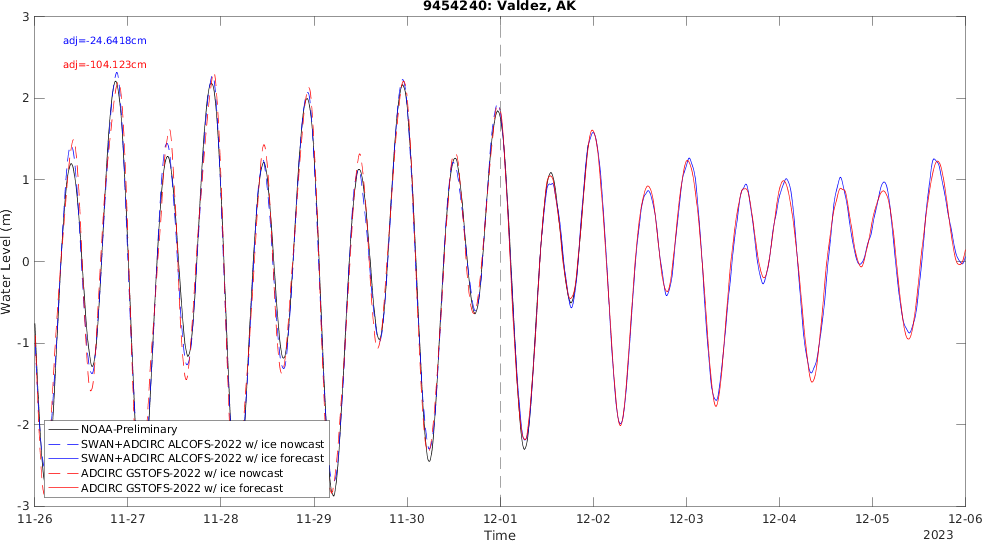 9454240: Valdez, AK
adj=-24.6418cm
adj=-104.123cm
Water Level (m)
3
2
1
0
-1
-2
-3
NOAA-Preliminary
SWAN+ADCIRC ALCOFS-2022 w/ ice nowcast
SWAN+ADCIRC ALCOFS-2022 w/ ice forecast
ADCIRC GSTOFS-2022 w/ ice nowcast
ADCIRC GSTOFS-2022 w/ ice forecast
11-26 11-27 11-28 11-29 11-30 12-01 12-02 12-03 12-04 12-05 12-06
Time
2023